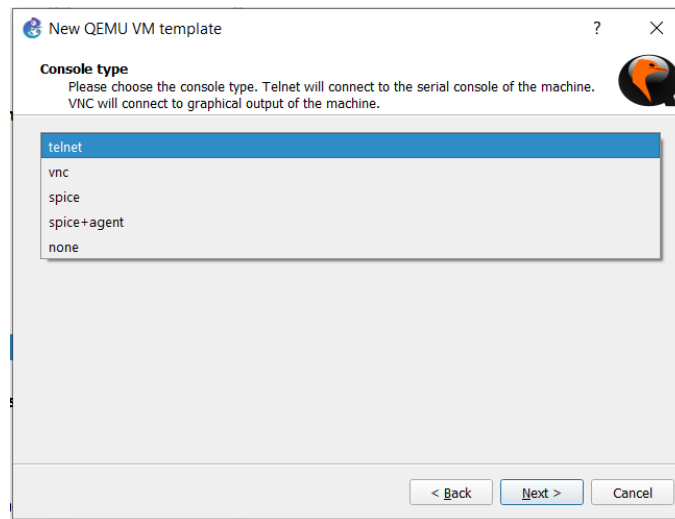 New QEMU VM template
Console type
Please choose the console type. Telnet will connect to the serial console of the machine.
VNC will connect to graphical output of the machine.
telnet
vnc
spice
spice+agent
none
< Back
Next >
Cancel